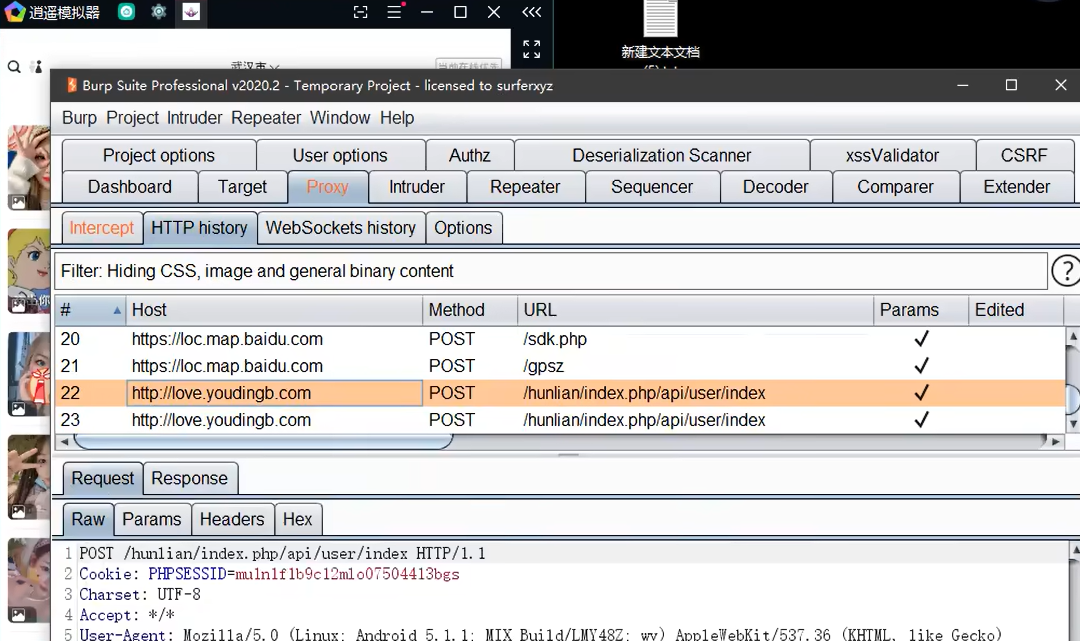 逍遥模拟器
新建文本文档
武汉市
Burp Suite Professional v2020.2 - Temporary Project - licensed to surferxyz
Burp Project Intruder Repeater Window Help
Project options User options Authz Deserialization Scanner xssValidator CSRF
Dashboard Target Proxy Intruder Repeater Sequencer Decoder Comparer Extender
Intercept HTTP history WebSockets history Options
Filter: Hiding CSS, image and general binary content ?
# Host Method URL Params Edited
20 https://loc.map.baidu.com POST /sdk.php ✓
21 https://loc.map.baidu.com POST /gpsz ✓
22 http://love.youdingb.com POST /hunlian/index.php/api/user/index ✓
23 http://love.youdingb.com POST /hunlian/index.php/api/user/index ✓
Request Response
Raw Params Headers Hex
1 POST /hunlian/index.php/api/user/index HTTP/1.1
2 Cookie: PHPSESSID=mu1n1f1b9c12mlo07504413bgs
3 Charset: UTF-8
4 Accept: */*
5 User-Agent: Mozilla/5.0 (Linux; Android 5.1.1; MIX Build/LMY48Z; wv) AppleWebKit/537.36 (KHTML, like Gecko)